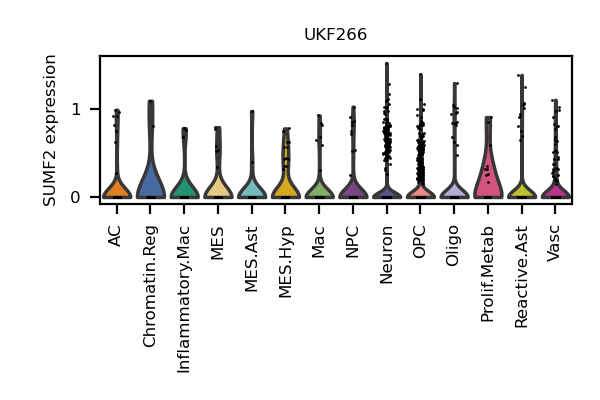 UKF266
SUMF2 expression
1
0
AC
Chromatin.Reg
Inflammatory.Mac
MES
MES.Ast
MES.Hyp
Mac
NPC
Neuron
OPC
Oligo
Prolif.Metab
Reactive.Ast
Vasc